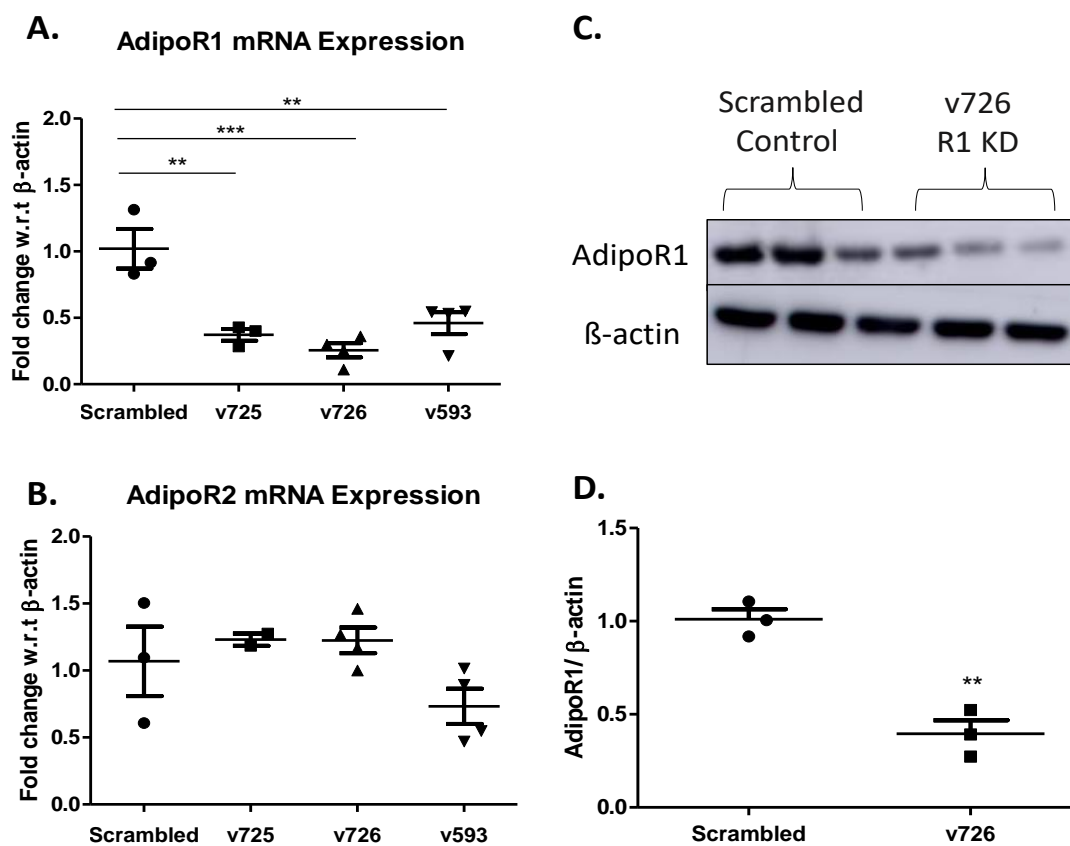 A.
AdipoR1 mRNA Expression
Fold change w.r.t β-actin
2.0
1.5
1.0
0.5
0.0
**
***
**
Scrambled v725 v726 v593
B.
AdipoR2 mRNA Expression
Fold change w.r.t β-actin
2.0
1.5
1.0
0.5
0.0
Scrambled v725 v726 v593
C.
Scrambled
Control
v726
R1 KD
AdipoR1
ß-actin
D.
AdipoR1/ β-actin
1.5
1.0
0.5
0.0
**
Scrambled v726